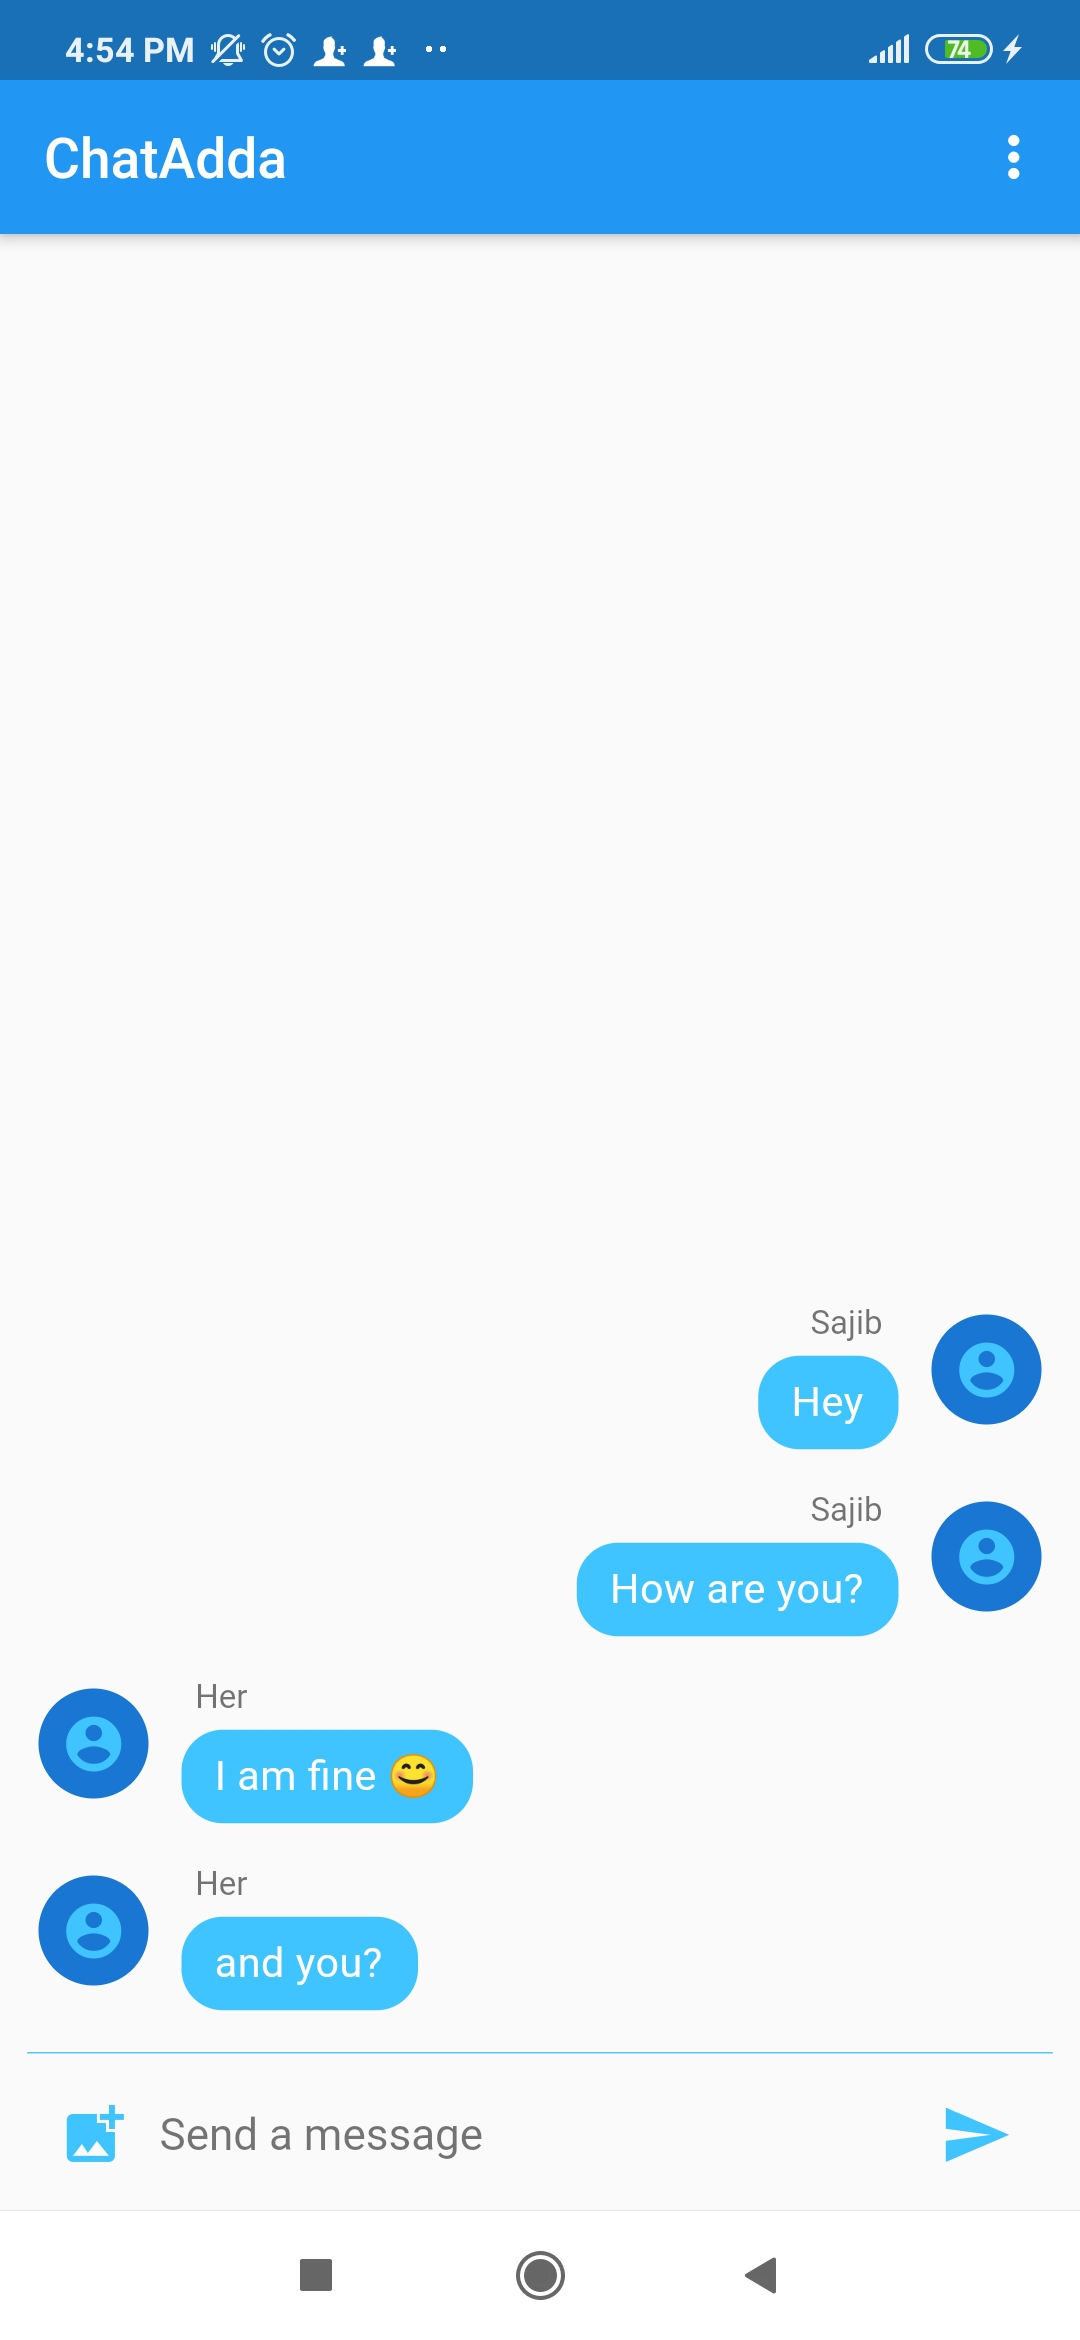 4:54 PM
74
ChatAdda
Sajib
Hey
Sajib
How are you?
Her
I am fine 😊
Her
and you?
Send a message